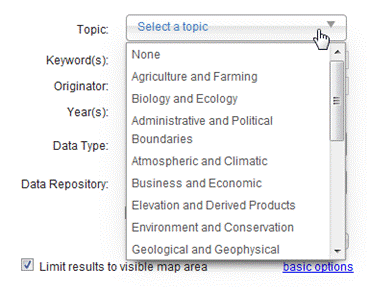 Topic: Select a topic
None
Keyword(s):
Agriculture and Farming
Originator:
Biology and Ecology
Year(s):
Administrative and Political
Boundaries
Data Type:
Atmospheric and Climatic
Data Repository:
Business and Economic
Elevation and Derived Products
Environment and Conservation
Geological and Geophysical
Limit results to visible map area basic options